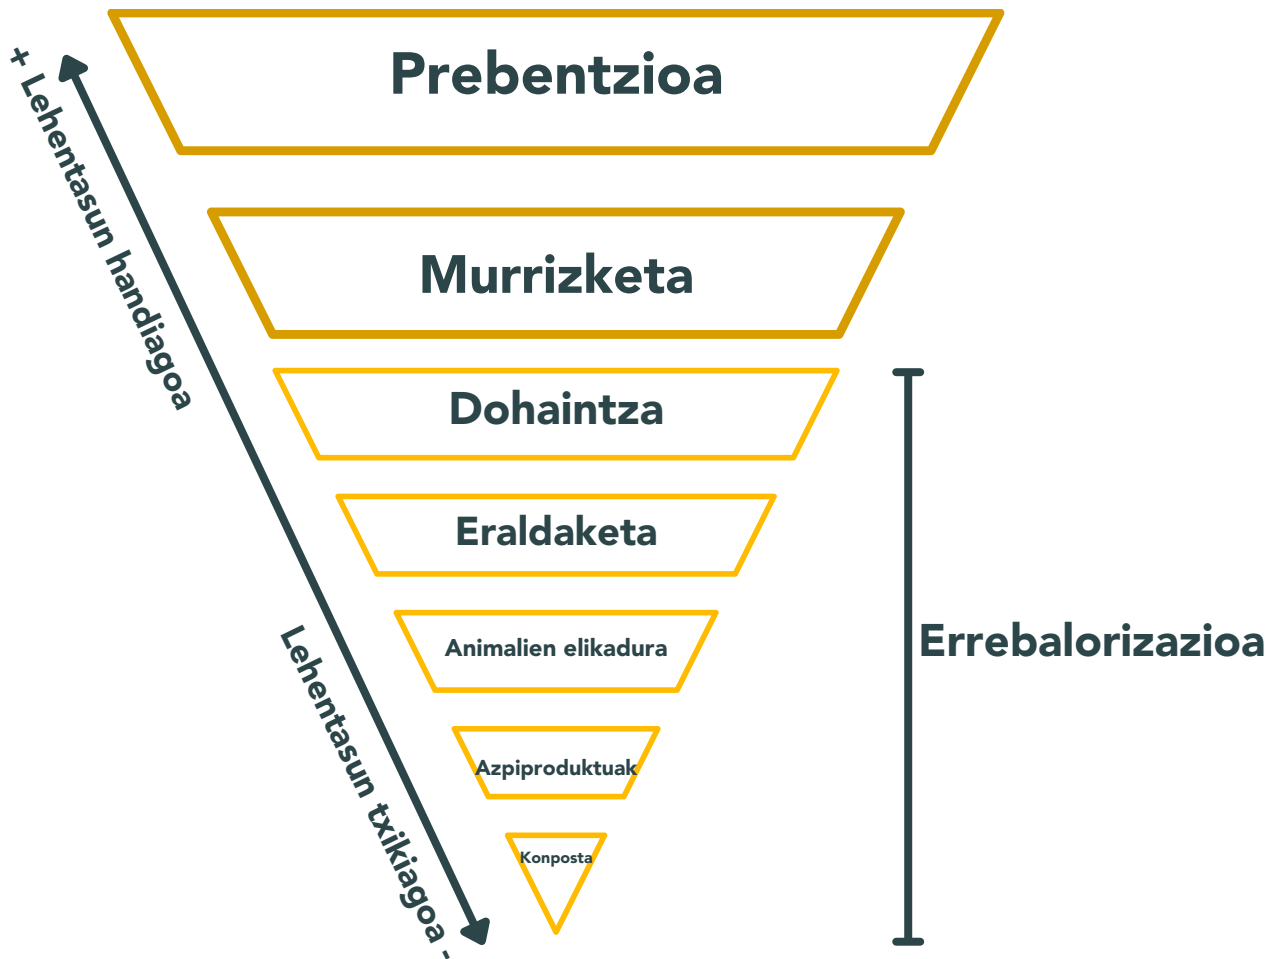 Prebentzioa
+ Lehentasun handiagoa
Murrizketa
Dohaintza
Eraldaketa
Animalien elikadura
Errebalorizazioa
Lehentasun txikiagoa -
Azpiproduktuak
Konposta